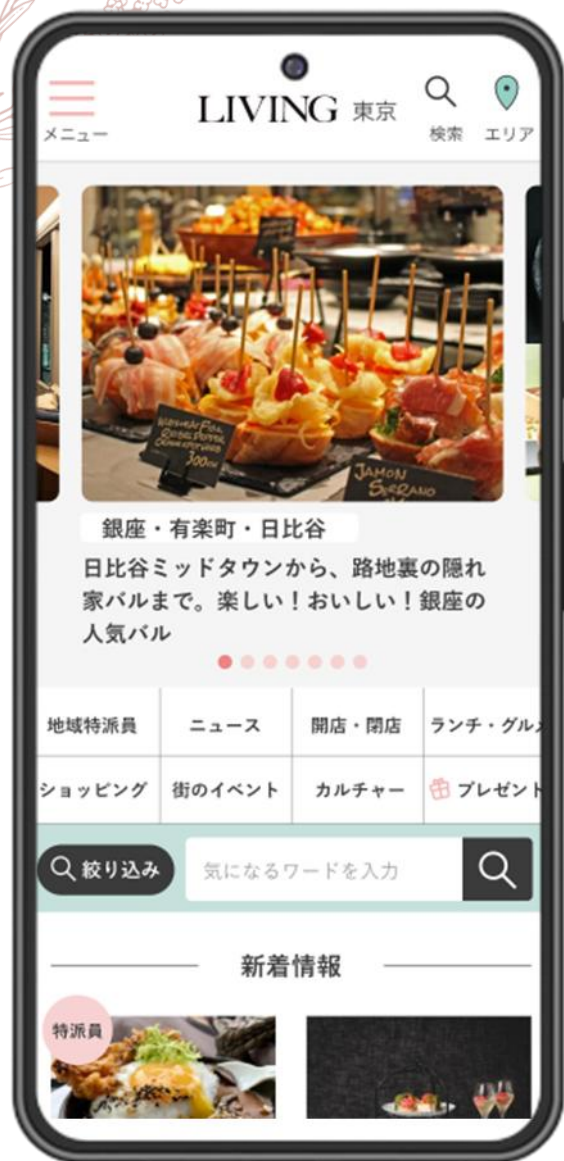 LIVING 東京
メニュー
検索
エリア
300
JAMON
SERRANO
銀座・有楽町・日比谷
日比谷ミッドタウンから、路地裏の隠れ
家バルまで。楽しい！おいしい！銀座の
人気バル
地域特派員
ニュース
開店・閉店
ランチ・グルメ
ショッピング
街のイベント
カルチャー
プレゼント
絞り込み
気になるワードを入力
新着情報
特派員